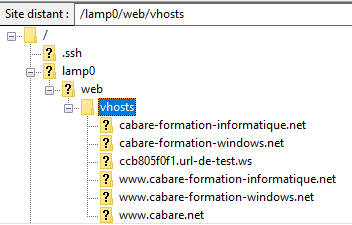 Site distant : /lamp0/web/vhosts
/
.ssh
lamp0
web
vhosts
cabare-formation-informatique.net
cabare-formation-windows.net
ccb805f0f1.url-de-test.ws
www.cabare-formation-informatique.net
www.cabare-formation-windows.net
www.cabare.net